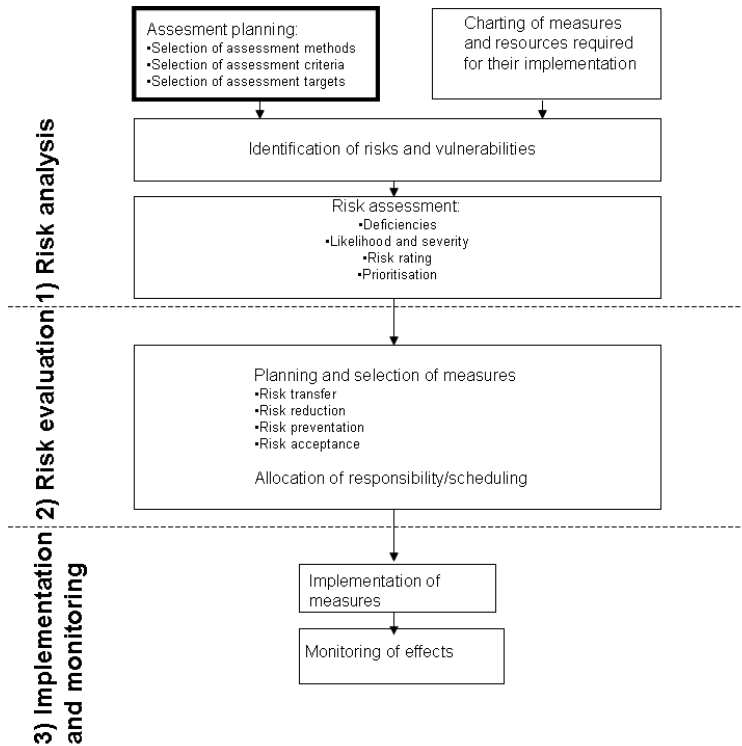 Assesment planning:
▪Selection of assessment methods
▪Selection of assessment criteria
▪Selection of assessment targets
Charting of measures
and resources required
for their implementation
1) Risk analysis
Identification of risks and vulnerabilities
Risk assessment:
▪Deficiencies
▪Likelihood and severity
▪Risk rating
▪Prioritisation
2) Risk evaluation
Planning and selection of measures
▪Risk transfer
▪Risk reduction
▪Risk preventation
▪Risk acceptance
Allocation of responsibility/scheduling
3) Implementation
and monitoring
Implementation of
measures
Monitoring of effects